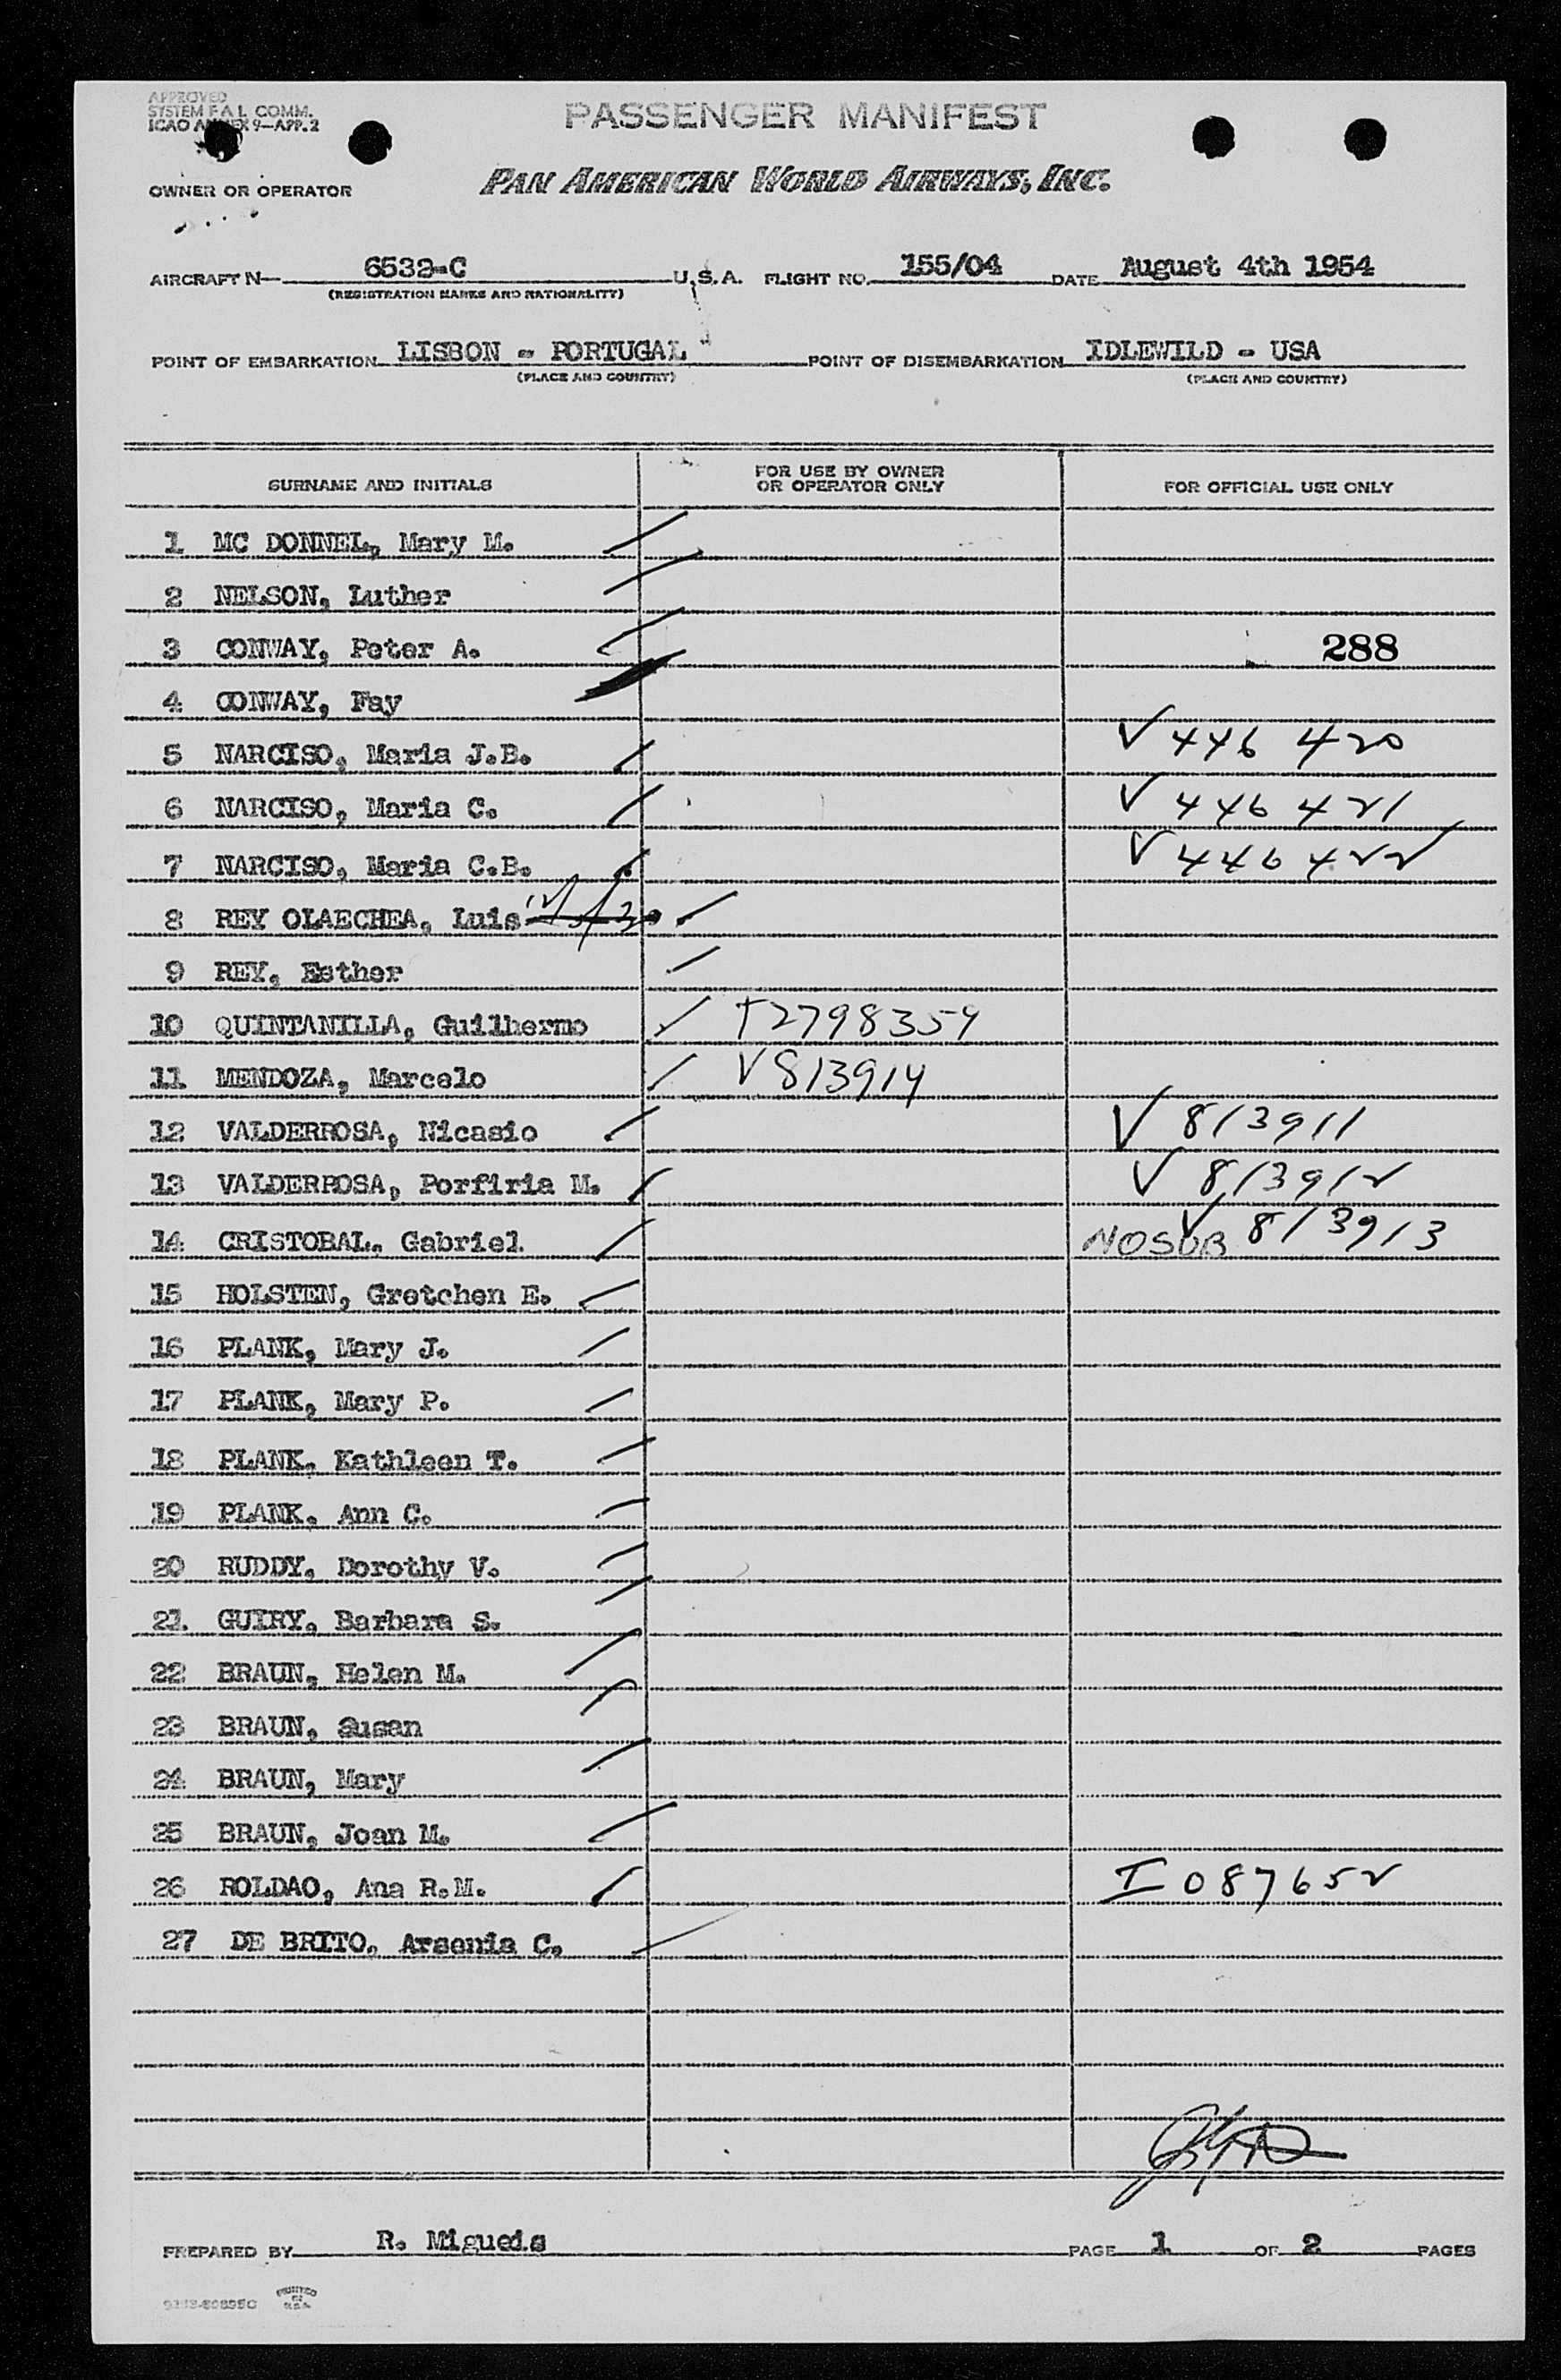 APPROVED
SYSTEM F.A.L. COMM.
ICAO ANNEX 9—APP. 2
PASSENGER MANIFEST
OWNER OR OPERATOR
PAN AMERICAN WORLD AIRWAYS, INC.
AIRCRAFT N— 6532-C U.S.A. FLIGHT NO. 155/04 DATE August 4th 1954
(REGISTRATION MARKS AND NATIONALITY)
POINT OF EMBARKATION LISBON - PORTUGAL POINT OF DISEMBARKATION IDLEWILD - USA
(PLACE AND COUNTRY) (PLACE AND COUNTRY)
SURNAME AND INITIALS FOR USE BY OWNER OR OPERATOR ONLY FOR OFFICIAL USE ONLY
1 MC DONNEL, Mary M.
2 NELSON, Luther
3 CONWAY, Peter A. 288
4 CONWAY, Fay
5 NARCISO, Maria J.B. V 446 420
6 NARCISO, Maria C. V 446 421
7 NARCISO, Maria C.B. V 446 422
8 REY OLAECHEA, Luis
9 REY, Esther
10 QUINTANILLA, Guilhermo T2798359
11 MENDOZA, Marcelo V813914
12 VALDERROSA, Nicasio V 813911
13 VALDERROSA, Porfiria M. V 813912
14 CRISTOBAL, Gabriel NOSUB V 813913
15 HOLSTEN, Gretchen E.
16 PLANK, Mary J.
17 PLANK, Mary P.
18 PLANK, Kathleen T.
19 PLANK, Ann C.
20 RUDDY, Dorothy V.
21 GUIRY, Barbara S.
22 BRAUN, Helen M.
23 BRAUN, Susan
24 BRAUN, Mary
25 BRAUN, Joan M.
26 ROLDAO, Ana R.M. I 087652
27 DE BRITO, Arsenia C.
PREPARED BY R. Migueis PAGE 1 OF 2 PAGES
PRINTED
IN
U.S.A.